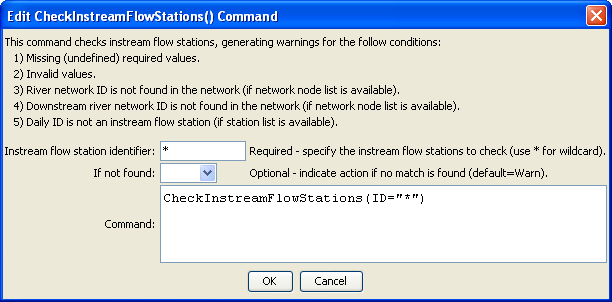 Edit CheckInstreamFlowStations() Command
This command checks instream flow stations, generating warnings for the follow conditions:
1) Missing (undefined) required values.
2) Invalid values.
3) River network ID is not found in the network (if network node list is available).
4) Downstream river network ID is not found in the network (if network node list is available).
5) Daily ID is not an instream flow station (if station list is available).
Instream flow station identifier: * Required - specify the instream flow stations to check (use * for wildcard).
If not found: Optional - indicate action if no match is found (default=Warn).
Command: CheckInstreamFlowStations(ID="*")
OK Cancel